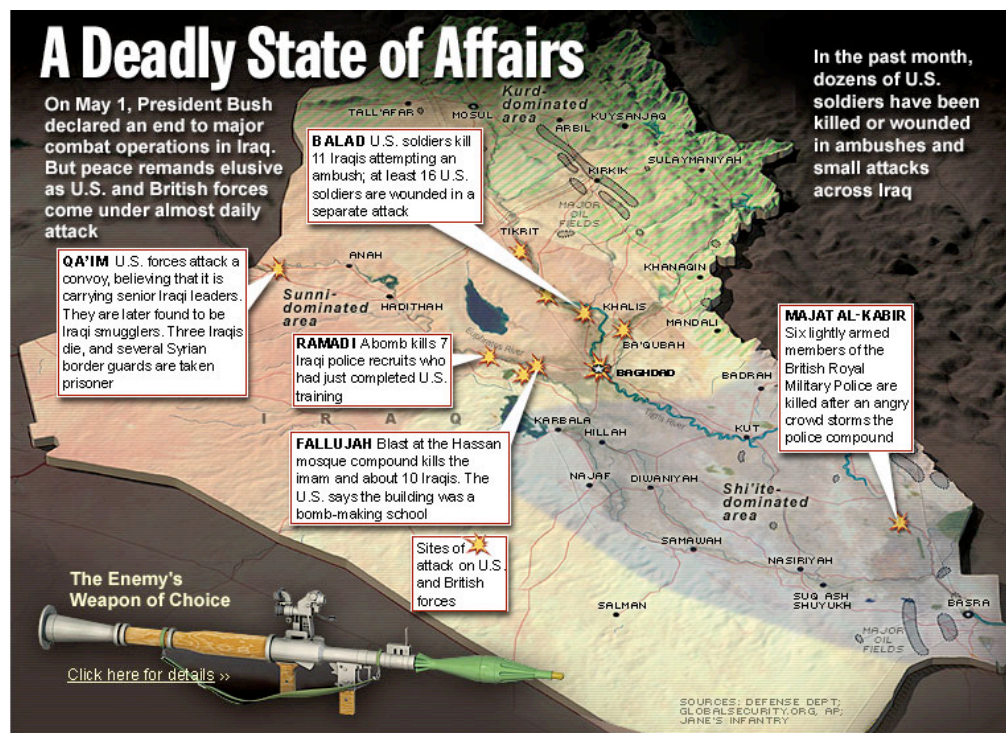 A Deadly State of Affairs
On May 1, President Bush
declared an end to major
combat operations in Iraq.
But peace remands elusive
as U.S. and British forces
come under almost daily
attack
In the past month,
dozens of U.S.
soldiers have been
killed or wounded
in ambushes and
small attacks
across Iraq
Kurd-
dominated
area
TALL'AFAR
MOSUL
ARBIL
KUYSANJAQ
SULAYMANIYAH
KIRKIK
MAJOR
OIL
FIELDS
BALAD U.S. soldiers kill
11 Iraqis attempting an
ambush; at least 16 U.S.
soldiers are wounded in a
separate attack
TIKRIT
KHANAQIN
QA'IM U.S. forces attack a
convoy, believing that it is
carrying senior Iraqi leaders.
They are later found to be
Iraqi smugglers. Three Iraqis
die, and several Syrian
border guards are taken
prisoner
ANAH
HADITHAH
Sunni-
dominated
area
KHALIS
MANDALI
BA'QUBAH
Euphrates River
RAMADI A bomb kills 7
Iraqi police recruits who
had just completed U.S.
training
BAGHDAD
BADRAH
MAJAT AL-KABIR
Six lightly armed
members of the
British Royal
Military Police are
killed after an angry
crowd storms the
police compound
I R A Q
KARBALA
HILLAH
Tigris River
KUT
FALLUJAH Blast at the Hassan
mosque compound kills the
imam and about 10 Iraqis. The
U.S. says the building was a
bomb-making school
NAJAF
DIWANIYAH
Shi'ite-
dominated
area
SAMAWAH
NASIRIYAH
SUQ ASH
SHUYUKH
BASRA
SALMAN
MAJOR
OIL
FIELDS
Sites of
attack on U.S.
and British
forces
The Enemy's
Weapon of Choice
Click here for details »
SOURCES: DEFENSE DEPT;
GLOBALSECURITY.ORG, AP;
JANE'S INFANTRY